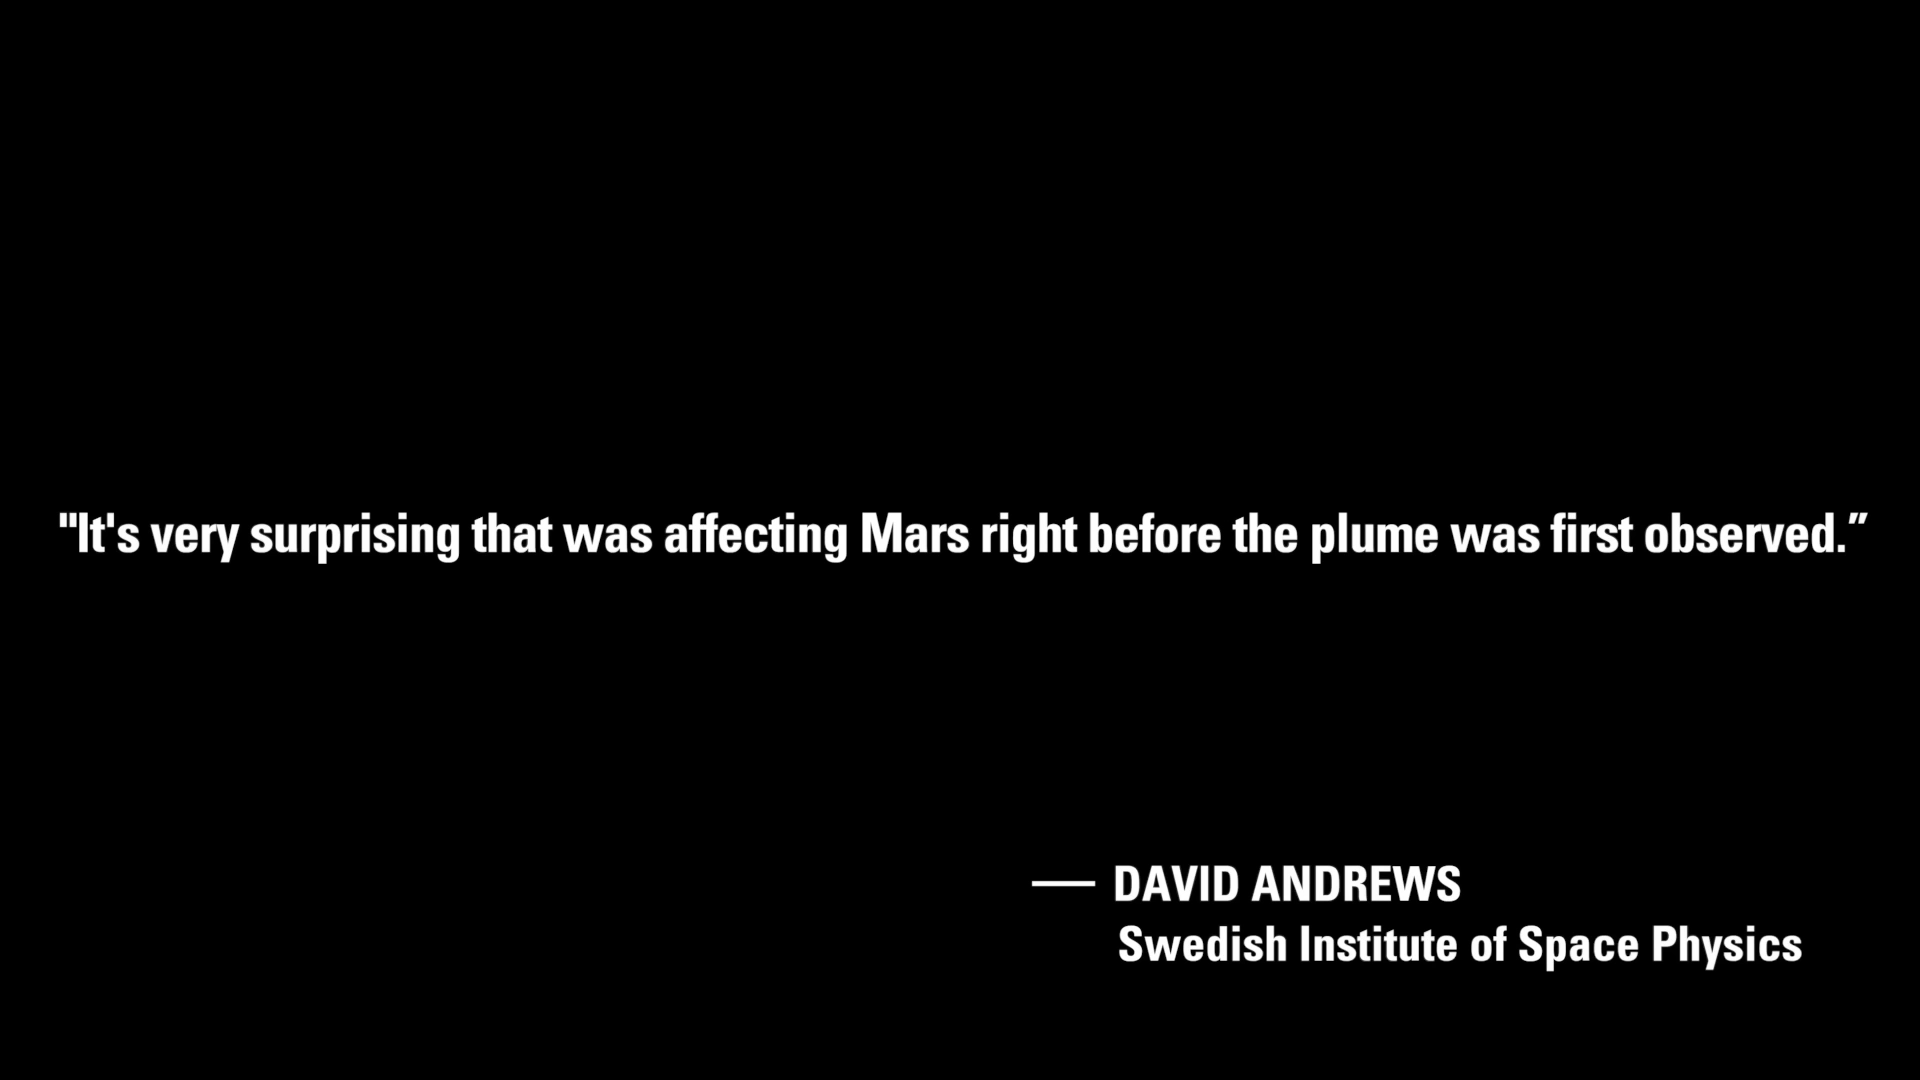 "It's very surprising that was affecting Mars right before the plume was first observed.”
— DAVID ANDREWS
Swedish Institute of Space Physics